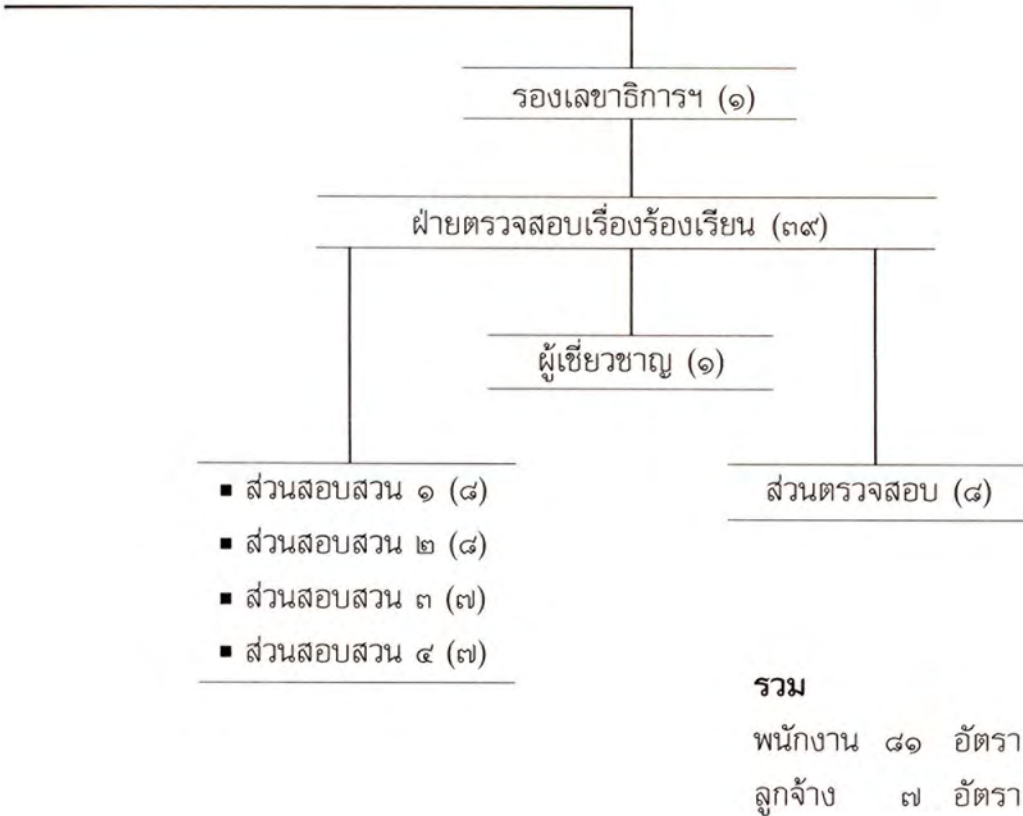 รองเลขาธิการฯ (๑)
ฝ่ายตรวจสอบเรื่องร้องเรียน (๓๙)
ผู้เชี่ยวชาญ (๑)
▪ ส่วนสอบสวน ๑ (๘)
▪ ส่วนสอบสวน ๒ (๘)
▪ ส่วนสอบสวน ๓ (๗)
▪ ส่วนสอบสวน ๔ (๗)
ส่วนตรวจสอบ (๘)
รวม
พนักงาน ๘๑ อัตรา
ลูกจ้าง ๗ อัตรา